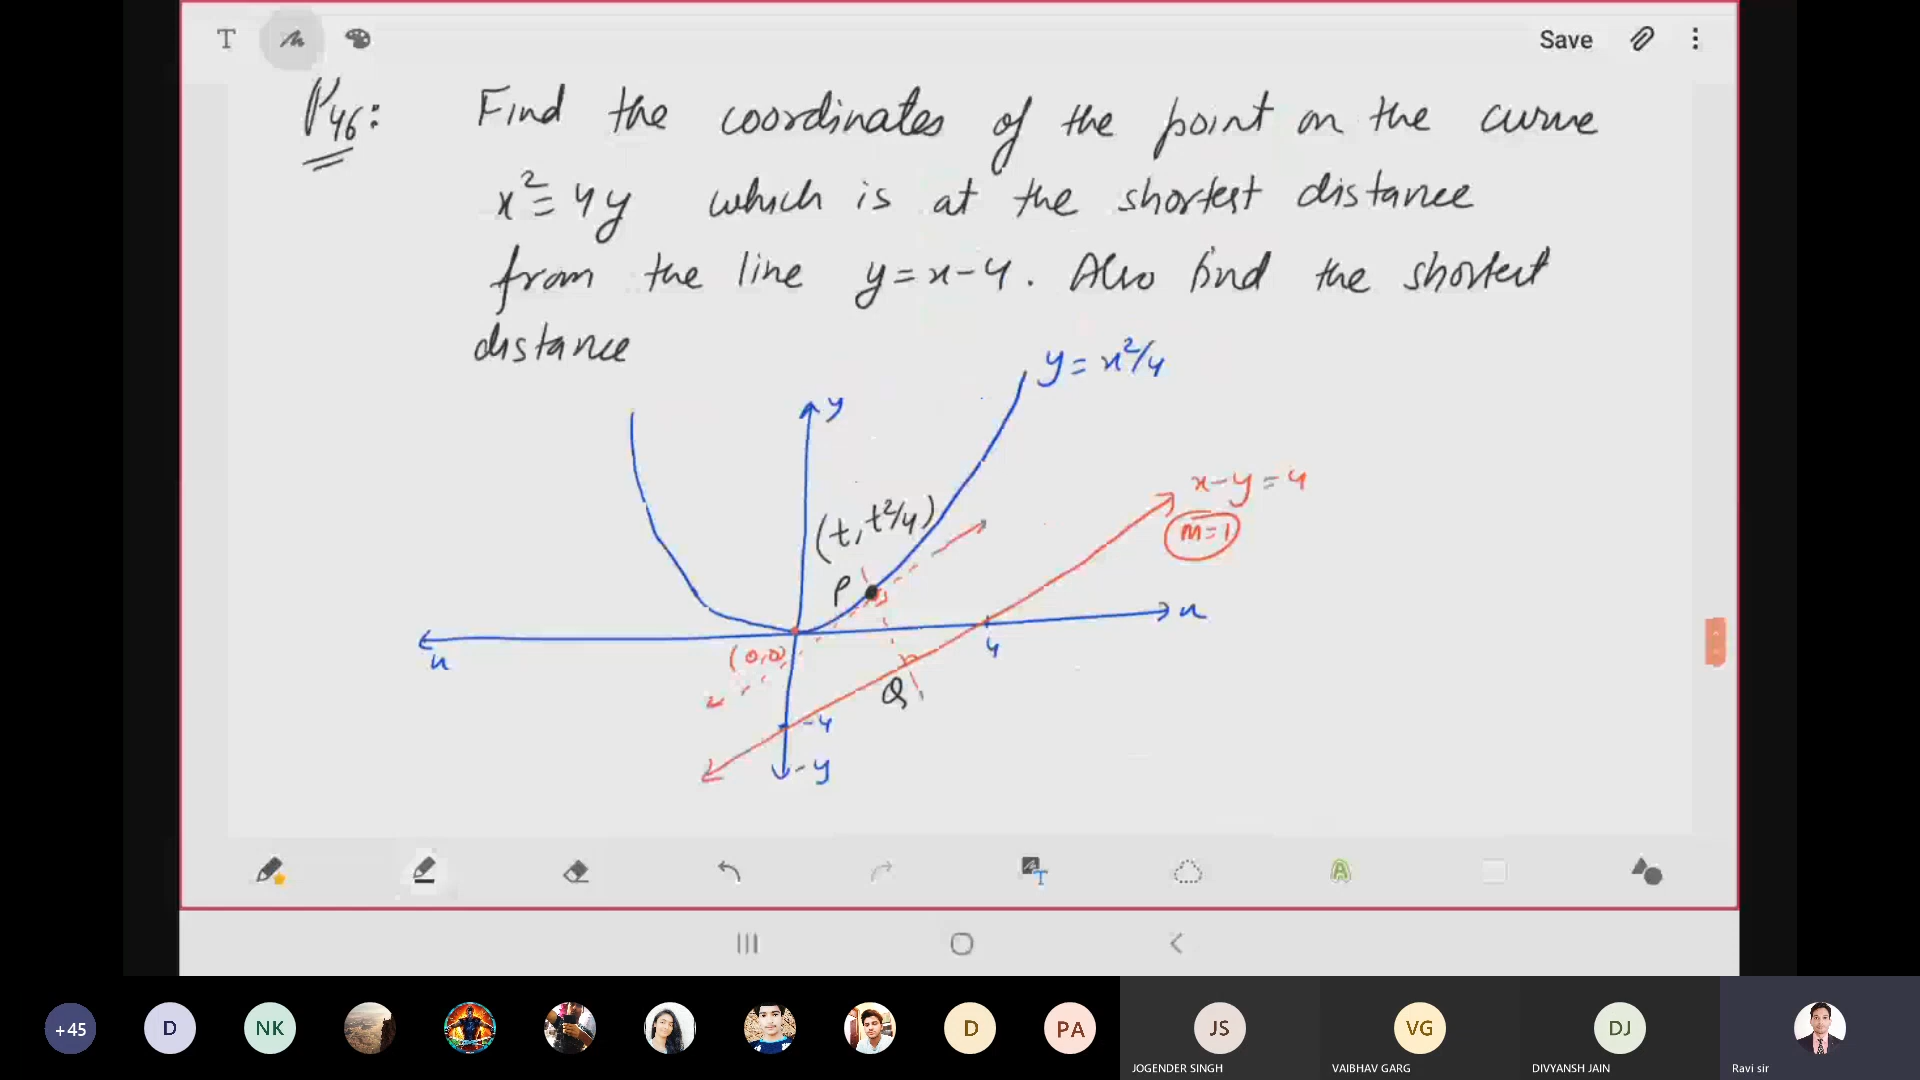 T
Save
P46: Find the coordinates of the point on the curve
x² = 4y which is at the shortest distance
from the line y = x - 4. Also find the shortest
distance
y = x²/4
y
x - y = 4
(t, t²/4)
m=1
P
x
x
(0,0)
4
Q
-4
-y
T
A
+45
D
NK
D
PA
JS
VG
DJ
JOGENDER SINGH
VAIBHAV GARG
DIVYANSH JAIN
Ravi sir